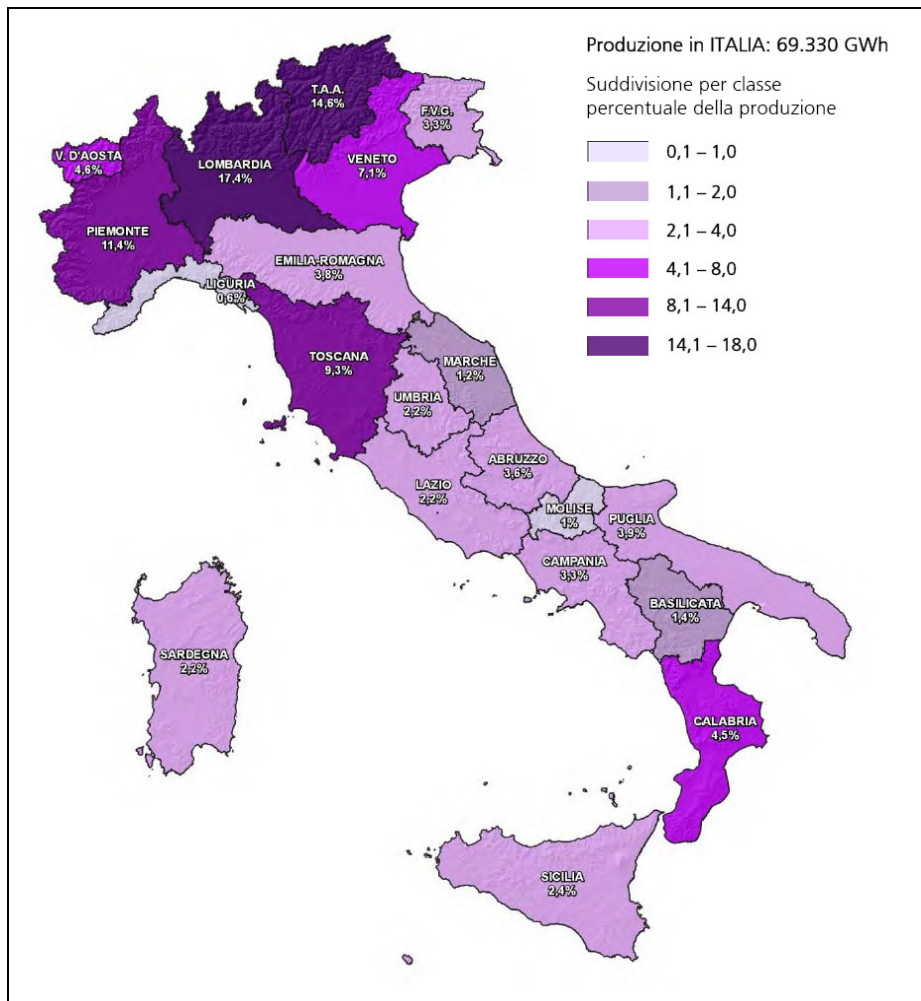 Produzione in ITALIA: 69.330 GWh
Suddivisione per classe
percentuale della produzione
0,1 – 1,0
1,1 – 2,0
2,1 – 4,0
4,1 – 8,0
8,1 – 14,0
14,1 – 18,0
T.A.A.
14,6%
F.V.G.
3,3%
V. D'AOSTA
4,6%
LOMBARDIA
17,4%
VENETO
7,1%
PIEMONTE
11,4%
EMILIA-ROMAGNA
3,8%
LIGURIA
0,6%
TOSCANA
9,3%
MARCHE
1,2%
UMBRIA
2,2%
ABRUZZO
3,6%
LAZIO
2,2%
MOLISE
1%
PUGLIA
3,9%
CAMPANIA
3,3%
BASILICATA
1,4%
SARDEGNA
2,2%
CALABRIA
4,5%
SICILIA
2,4%